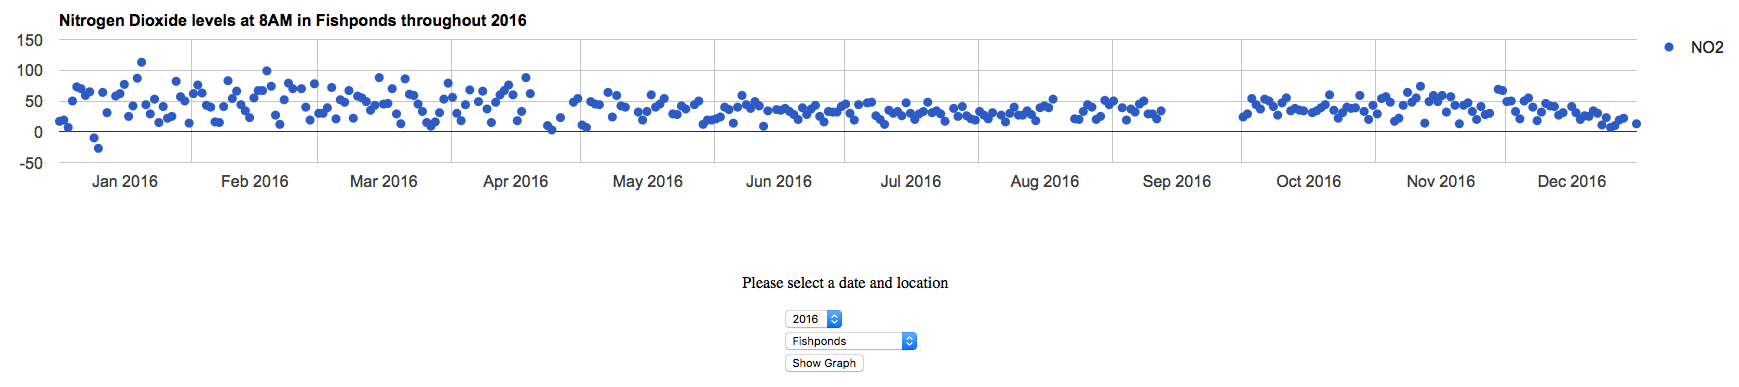 Nitrogen Dioxide levels at 8AM in Fishponds throughout 2016
150
100
50
0
-50
Jan 2016 Feb 2016 Mar 2016 Apr 2016 May 2016 Jun 2016 Jul 2016 Aug 2016 Sep 2016 Oct 2016 Nov 2016 Dec 2016
NO2
Please select a date and location
2016
Fishponds
Show Graph